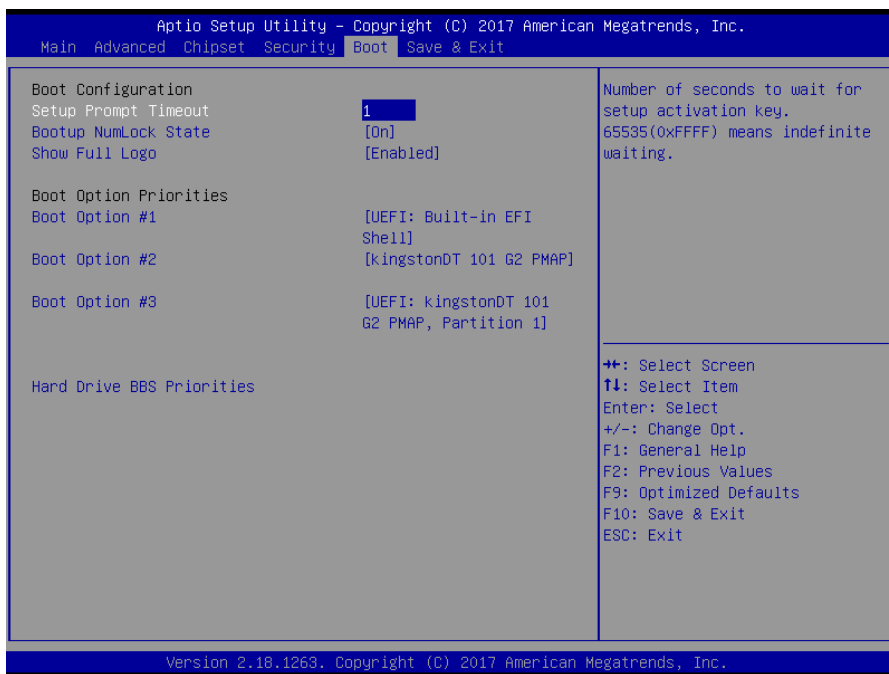 Aptio Setup Utility – Copyright (C) 2017 American Megatrends, Inc.
Main Advanced Chipset Security Boot Save & Exit
Boot Configuration
Setup Prompt Timeout 1
Bootup NumLock State [On]
Show Full Logo [Enabled]
Boot Option Priorities
Boot Option #1 [UEFI: Built-in EFI
Shell]
Boot Option #2 [kingstonDT 101 G2 PMAP]
Boot Option #3 [UEFI: kingstonDT 101
G2 PMAP, Partition 1]
Hard Drive BBS Priorities
Number of seconds to wait for
setup activation key.
65535(0xFFFF) means indefinite
waiting.
→←: Select Screen
↑↓: Select Item
Enter: Select
+/-: Change Opt.
F1: General Help
F2: Previous Values
F9: Optimized Defaults
F10: Save & Exit
ESC: Exit
Version 2.18.1263. Copyright (C) 2017 American Megatrends, Inc.